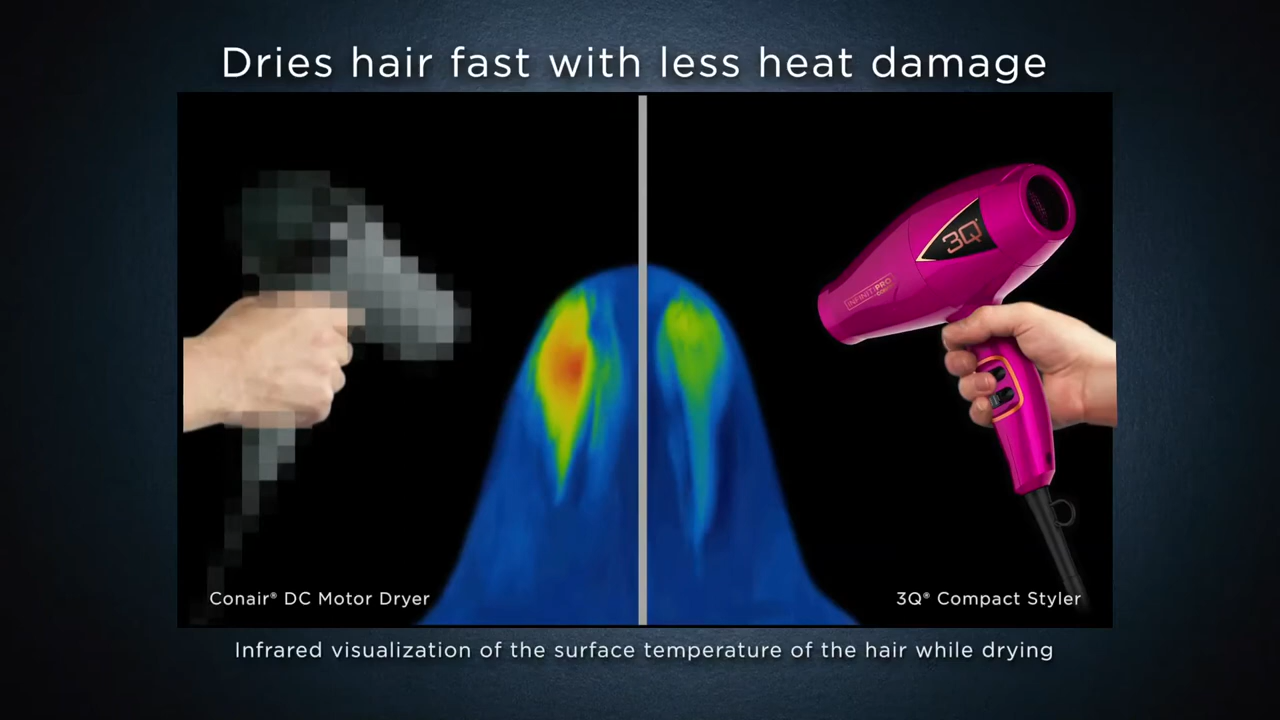 Dries hair fast with less heat damage
3Q
INFINITIPRO
Conair® DC Motor Dryer
3Q® Compact Styler
Infrared visualization of the surface temperature of the hair while drying